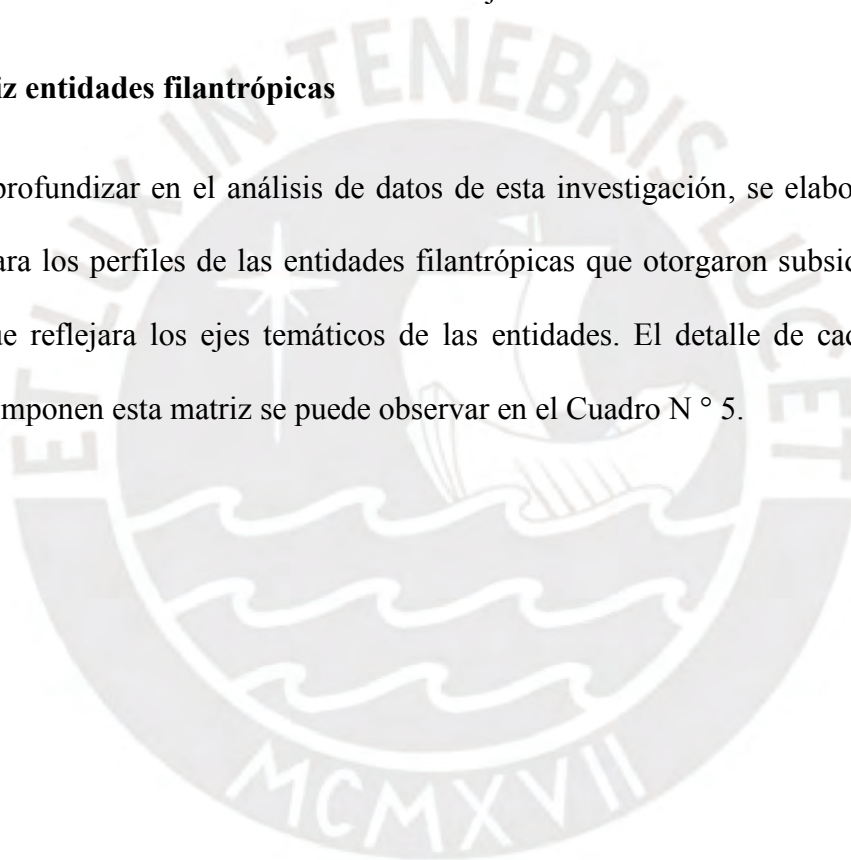 iz entidades filantrópicas
profundizar en el análisis de datos de esta investigación, se elabo
ara los perfiles de las entidades filantrópicas que otorgaron subsi
ue reflejara los ejes temáticos de las entidades. El detalle de ca
mponen esta matriz se puede observar en el Cuadro N ° 5.
ET LUX IN TENEBRIS LUCET
MCMXVII